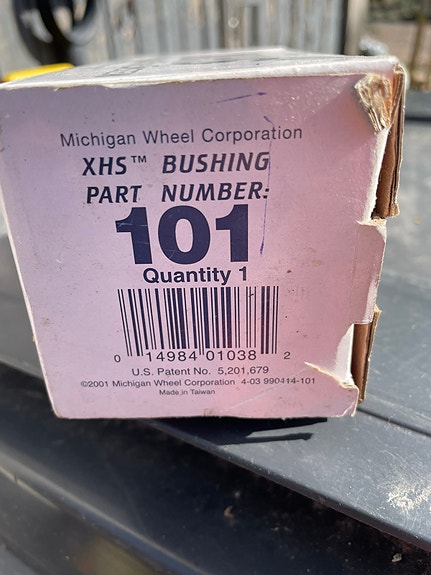 Michigan Wheel Corporation
XHS™ BUSHING
PART NUMBER:
101
Quantity 1
0 14984 01038 2
U.S. Patent No. 5,201,679
©2001 Michigan Wheel Corporation 4-03 990414-101
Made in Taiwan